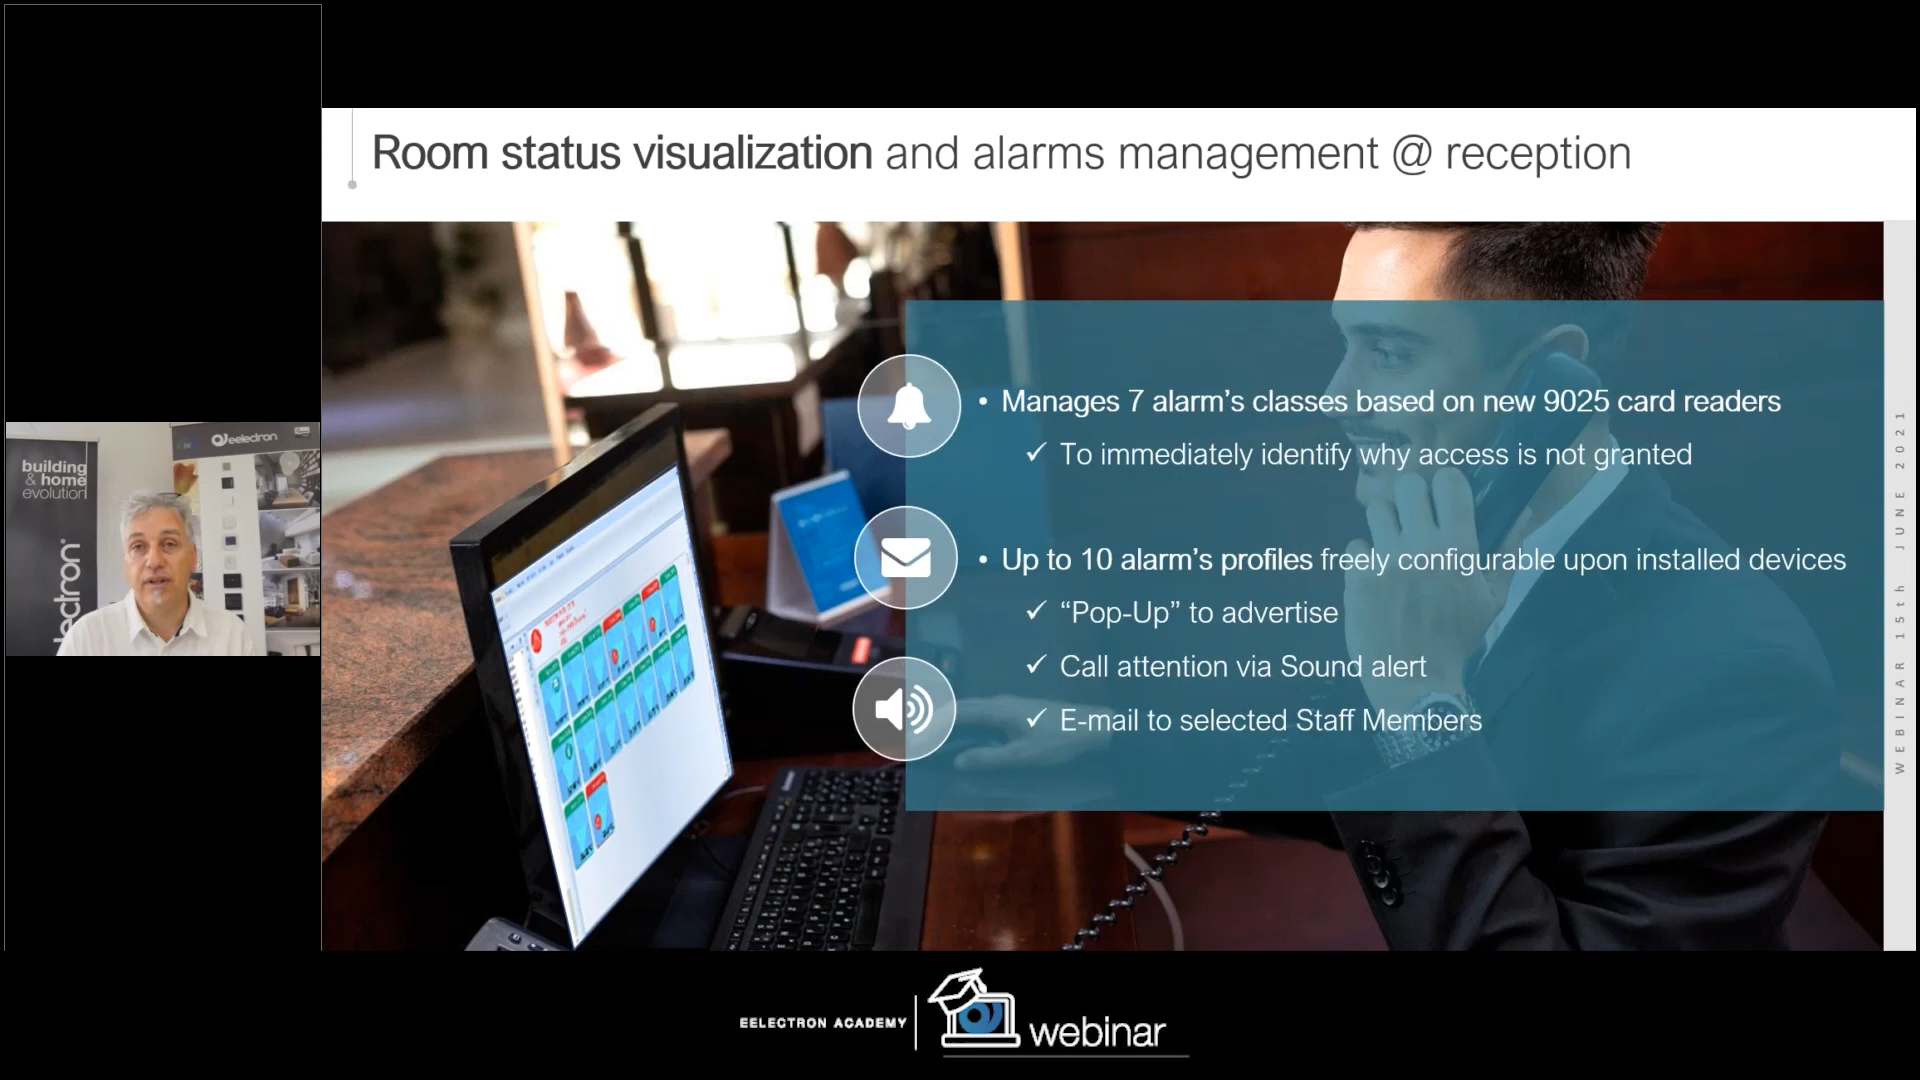 Room status visualization and alarms management @ reception
eelectron
building
& home
evolution
• Manages 7 alarm’s classes based on new 9025 card readers
✓ To immediately identify why access is not granted
• Up to 10 alarm’s profiles freely configurable upon installed devices
✓ “Pop-Up” to advertise
✓ Call attention via Sound alert
✓ E-mail to selected Staff Members
WEBINAR 15th JUNE 2021
EELECTRON ACADEMY
webinar